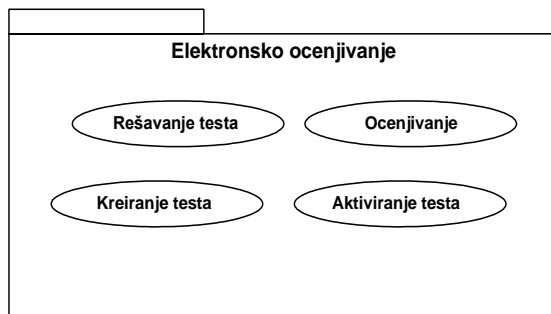 Elektronsko ocenjivanje
Rešavanje testa
Ocenjivanje
Kreiranje testa
Aktiviranje testa